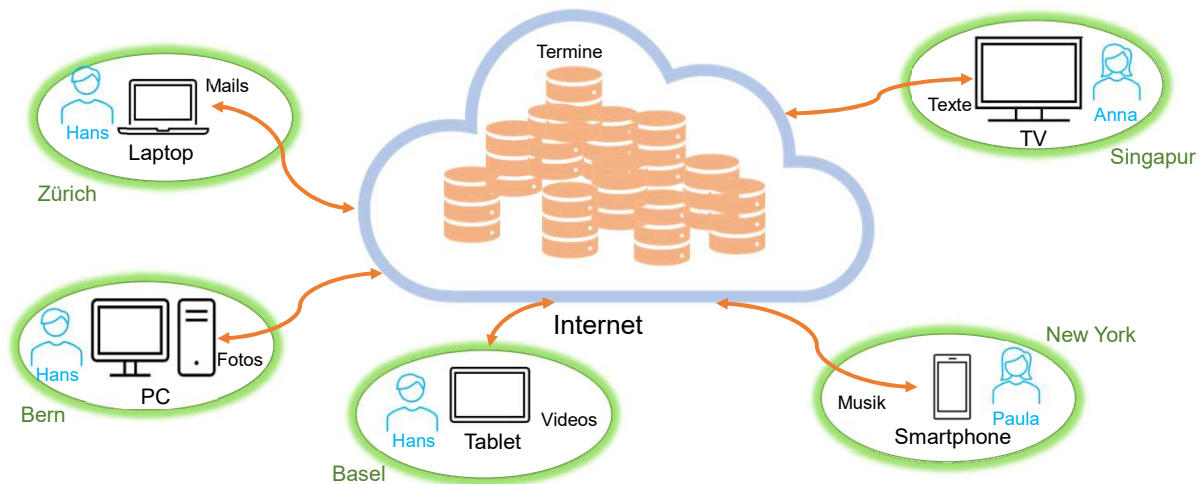 Termine
Mails
Hans
Laptop
Zürich
Texte
TV
Anna
Singapur
Hans
PC
Fotos
Bern
Internet
Hans
Tablet
Videos
Basel
New York
Musik
Smartphone
Paula